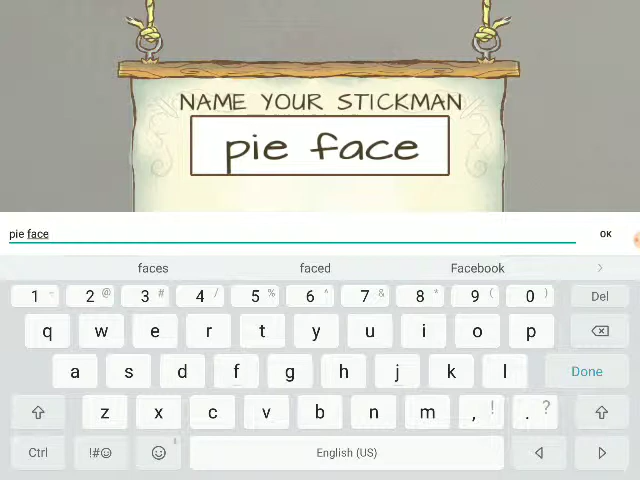 NAME YOUR STICKMAN
pie face
pie face OK
faces faced Facebook
1 - 2 @ 3 # 4 / 5 % 6 ^ 7 & 8 * 9 ( 0 ) Del
q w e r t y u i o p
a s d f g h j k l Done
z x c v b n m , ! . ?
Ctrl !#☺ English (US)